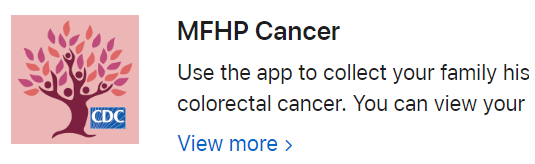 MFHP Cancer
Use the app to collect your family his
colorectal cancer. You can view your
CDC
View more >